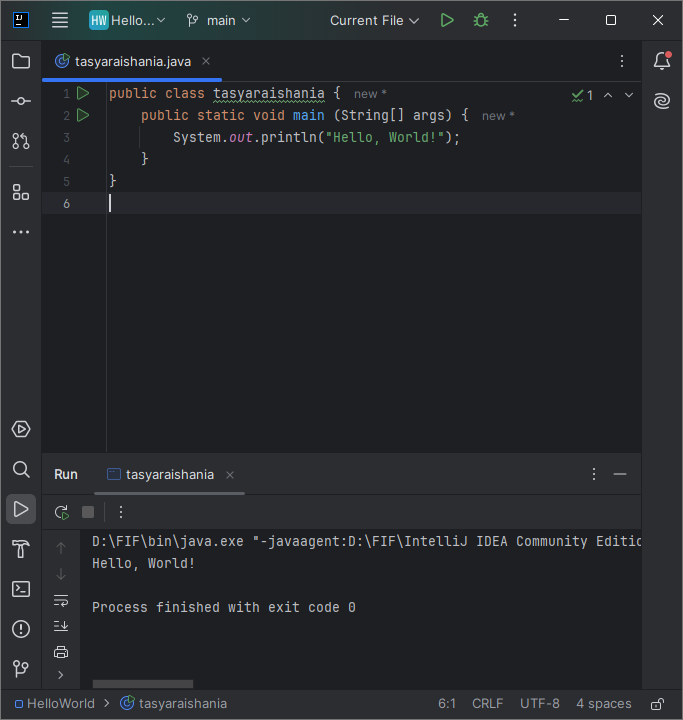 IJ HW Hello... main Current File
tasyaraishania.java
1 public class tasyaraishania { new * 1
2 public static void main (String[] args) { new *
3 System.out.println("Hello, World!");
4 }
5 }
6
Run tasyaraishania
D:\FIF\bin\java.exe "-javaagent:D:\FIF\IntelliJ IDEA Community Editio
Hello, World!
Process finished with exit code 0
HelloWorld tasyaraishania 6:1 CRLF UTF-8 4 spaces